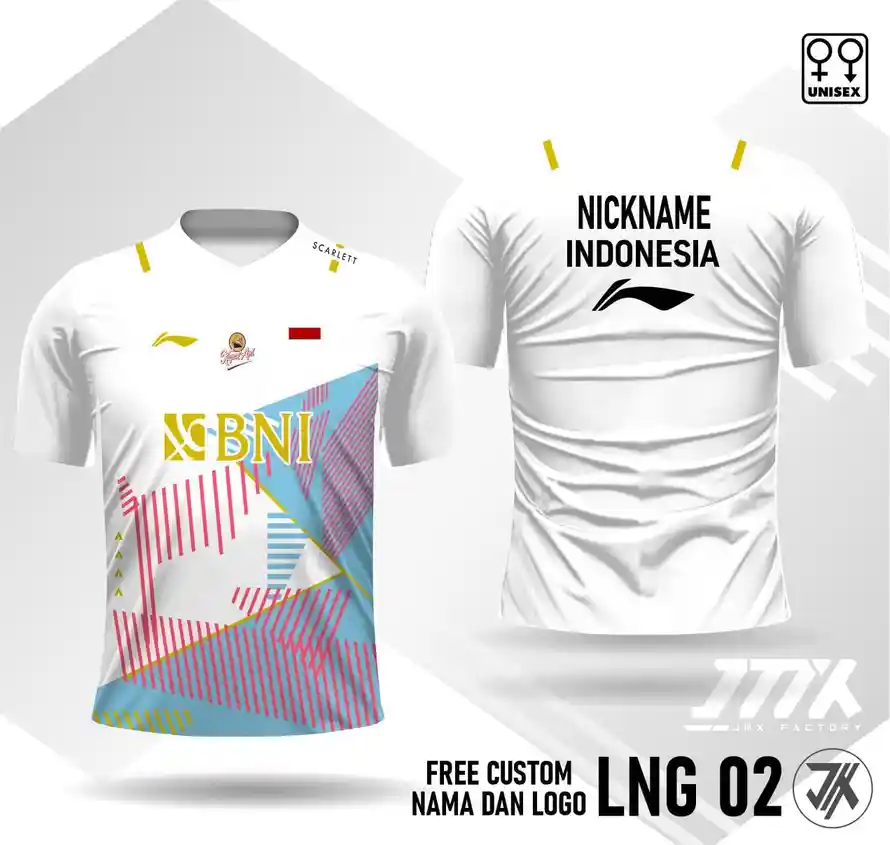 UNISEX
SCARLETT
BNI
NICKNAME
INDONESIA
JMX
JMX FACTORY
FREE CUSTOM
NAMA DAN LOGO
LNG 02